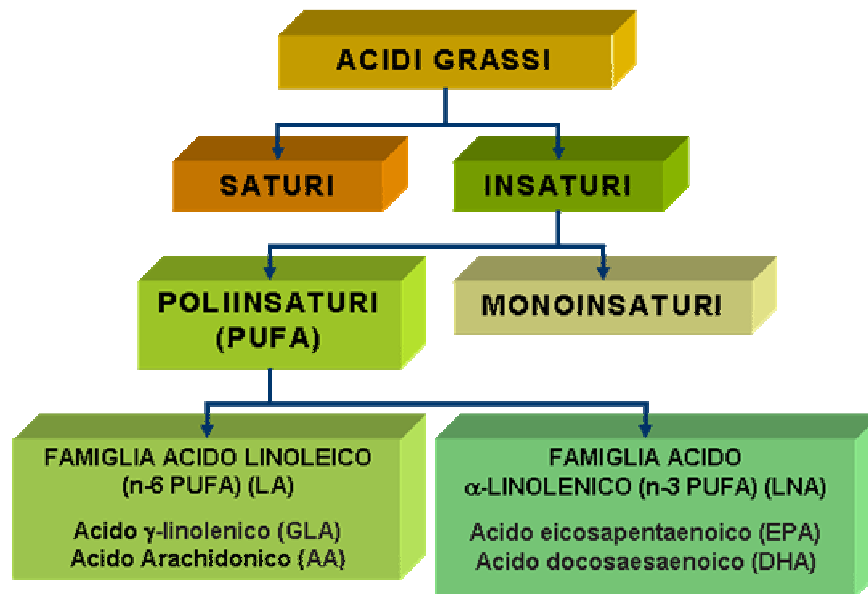 ACIDI GRASSI
SATURI
INSATURI
POLIINSATURI
(PUFA)
MONOINSATURI
FAMIGLIA ACIDO LINOLEICO
(n-6 PUFA) (LA)
Acido γ-linolenico (GLA)
Acido Arachidonico (AA)
FAMIGLIA ACIDO
α-LINOLENICO (n-3 PUFA) (LNA)
Acido eicosapentaenoico (EPA)
Acido docosaesaenoico (DHA)